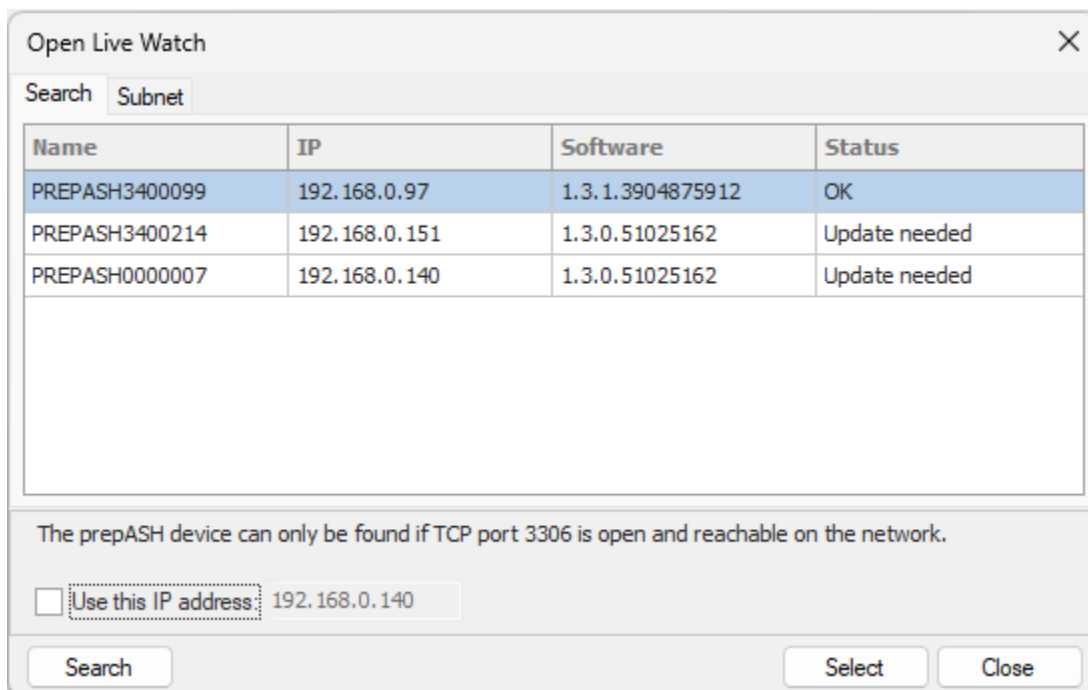 Open Live Watch
Search Subnet
Name IP Software Status
PREPASH3400099 192.168.0.97 1.3.1.3904875912 OK
PREPASH3400214 192.168.0.151 1.3.0.51025162 Update needed
PREPASH0000007 192.168.0.140 1.3.0.51025162 Update needed
The prepASH device can only be found if TCP port 3306 is open and reachable on the network.
Use this IP address: 192.168.0.140
Search Select Close